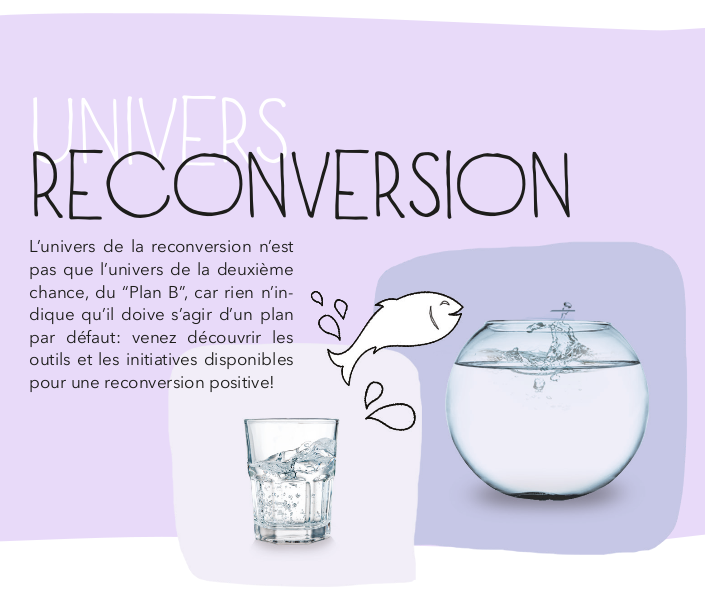 UNIVERS
RECONVERSION
L'univers de la reconversion n'est
pas que l'univers de la deuxième
chance, du “Plan B”, car rien n'in-
dique qu'il doive s'agir d'un plan
par défaut: venez découvrir les
outils et les initiatives disponibles
pour une reconversion positive!